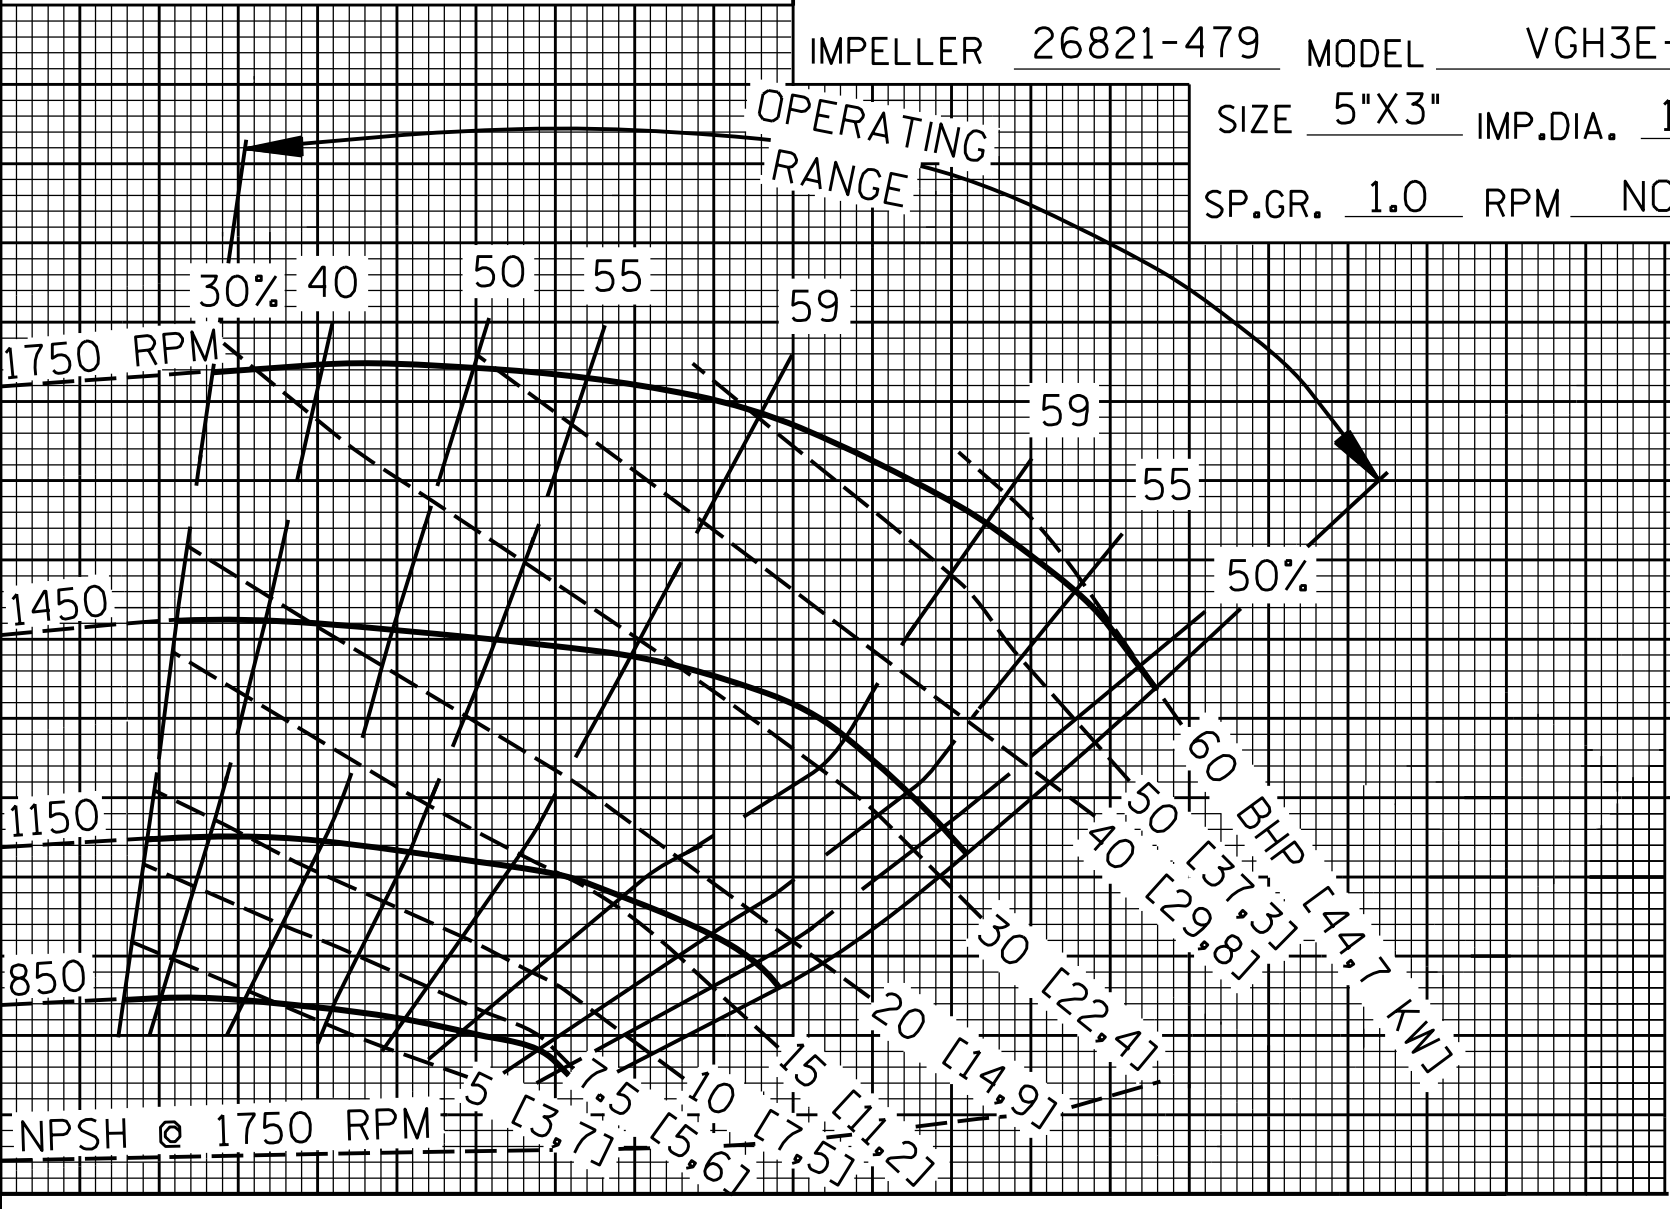 IMPELLER 26821-479 MODEL VGH3E-
SIZE 5"X3" IMP.DIA. 1
SP.GR. 1.0 RPM NO
OPERATING
RANGE
30% 40 50 55 59
1750 RPM
59
55
50%
1450
1150
850
60 BHP [44,7 KW]
50 [37,3]
40 [29,8]
30 [22,4]
20 [14,9]
15 [11,2]
10 [7,5]
7.5 [5,6]
5 [3,7]
NPSH @ 1750 RPM